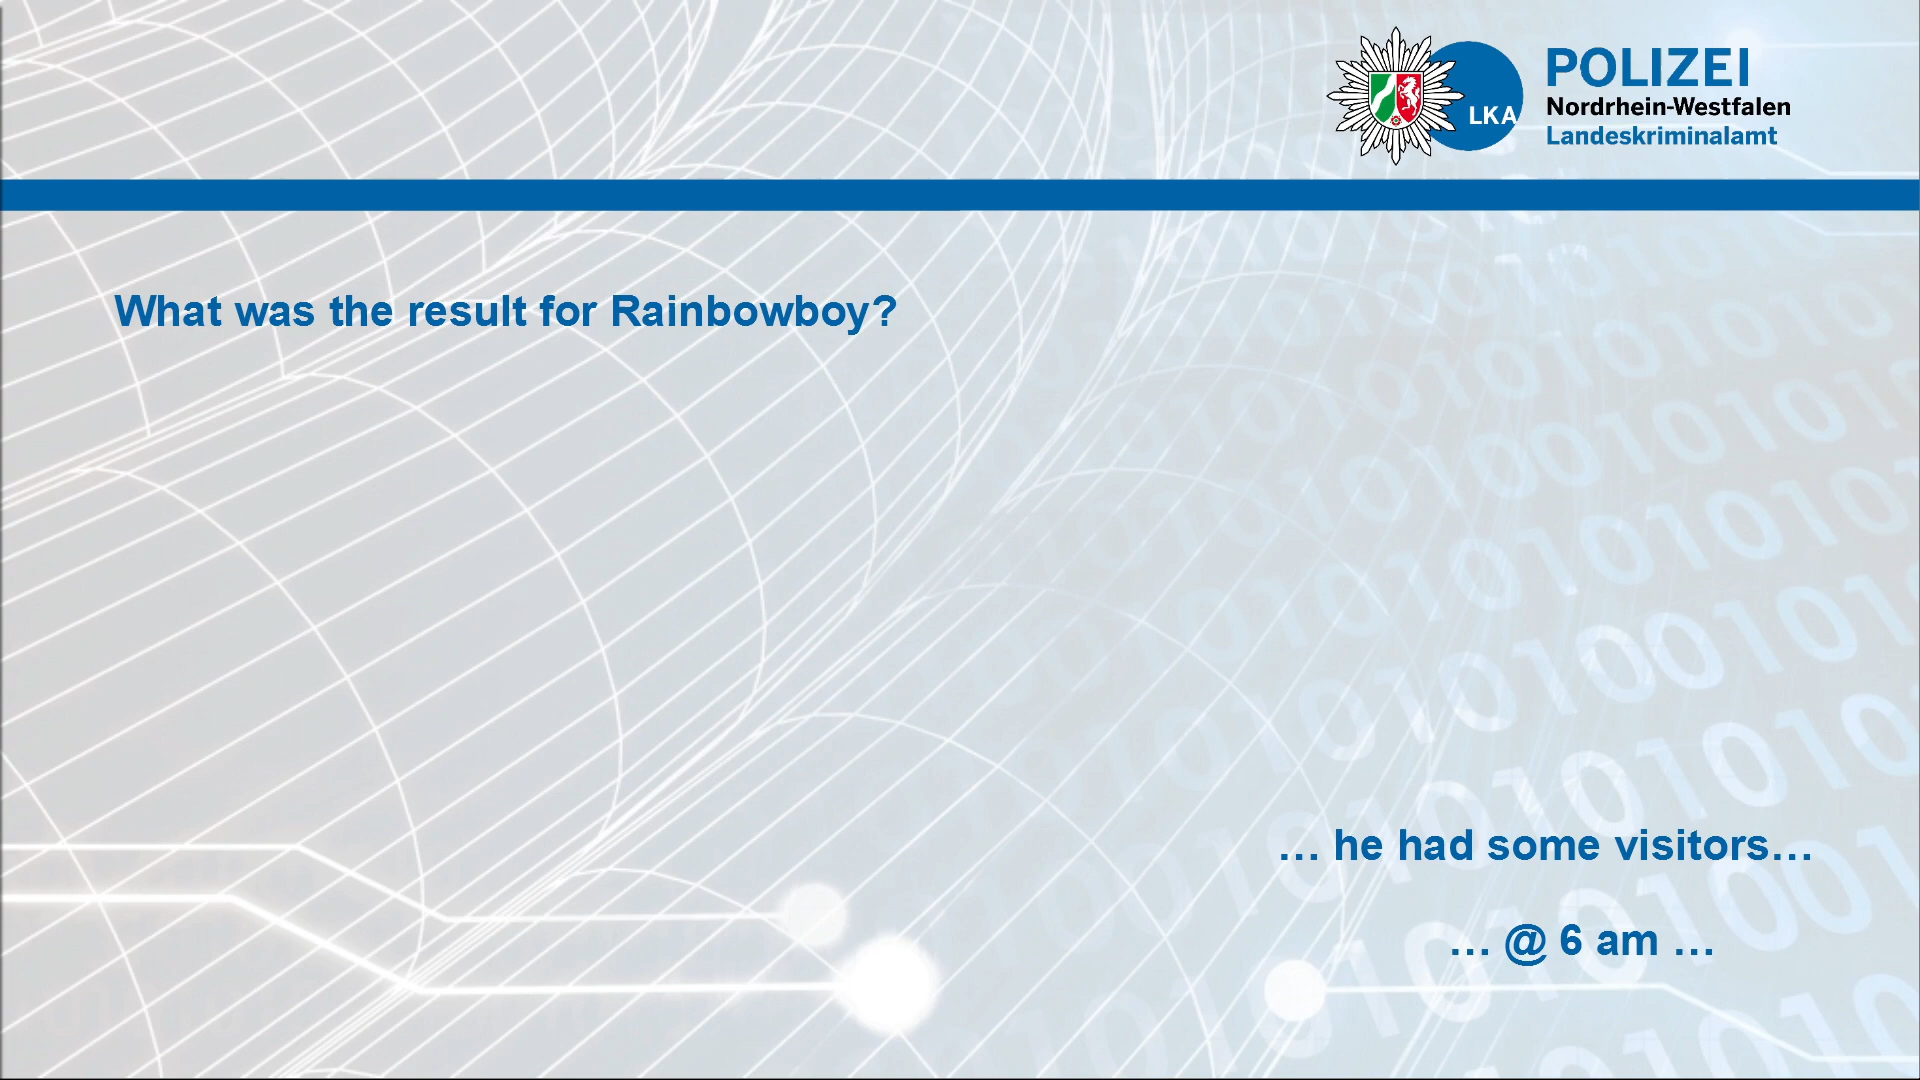 LKA
POLIZEI
Nordrhein-Westfalen
Landeskriminalamt
What was the result for Rainbowboy?
… he had some visitors…
… @ 6 am …